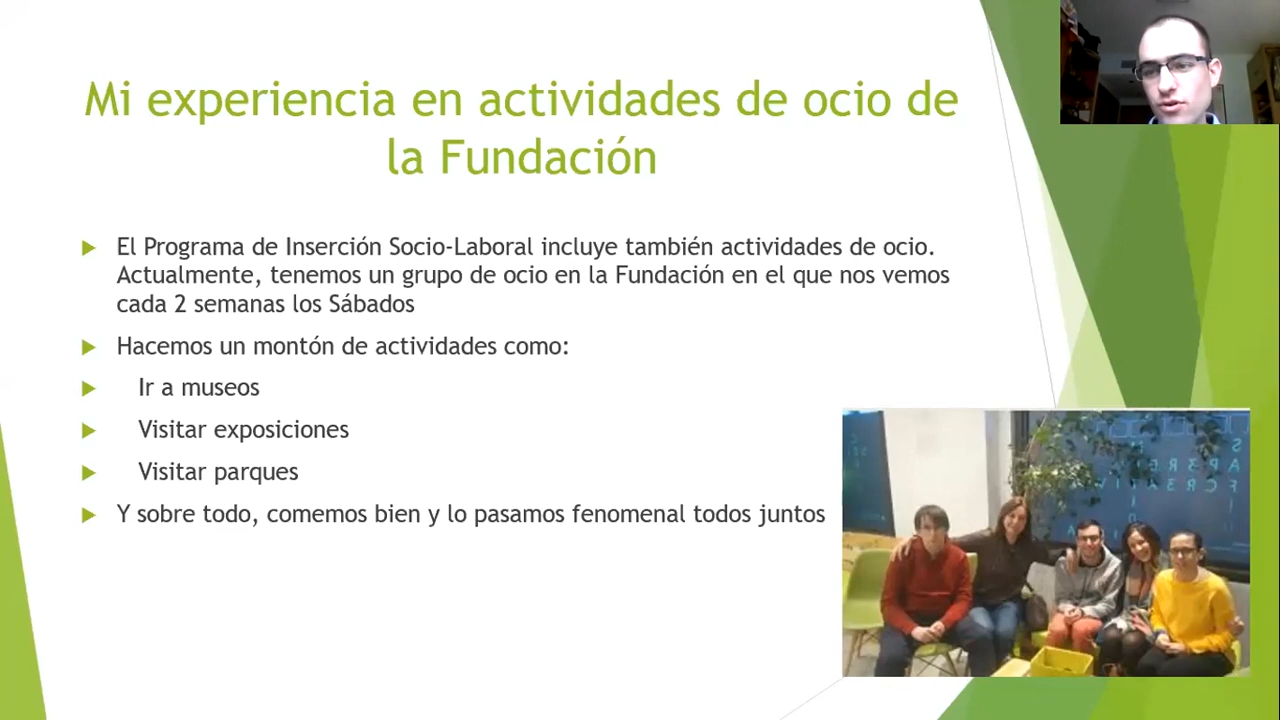 Mi experiencia en actividades de ocio de
la Fundación
El Programa de Inserción Socio-Laboral incluye también actividades de ocio.
Actualmente, tenemos un grupo de ocio en la Fundación en el que nos vemos
cada 2 semanas los Sábados
Hacemos un montón de actividades como:
Ir a museos
Visitar exposiciones
Visitar parques
Y sobre todo, comemos bien y lo pasamos fenomenal todos juntos